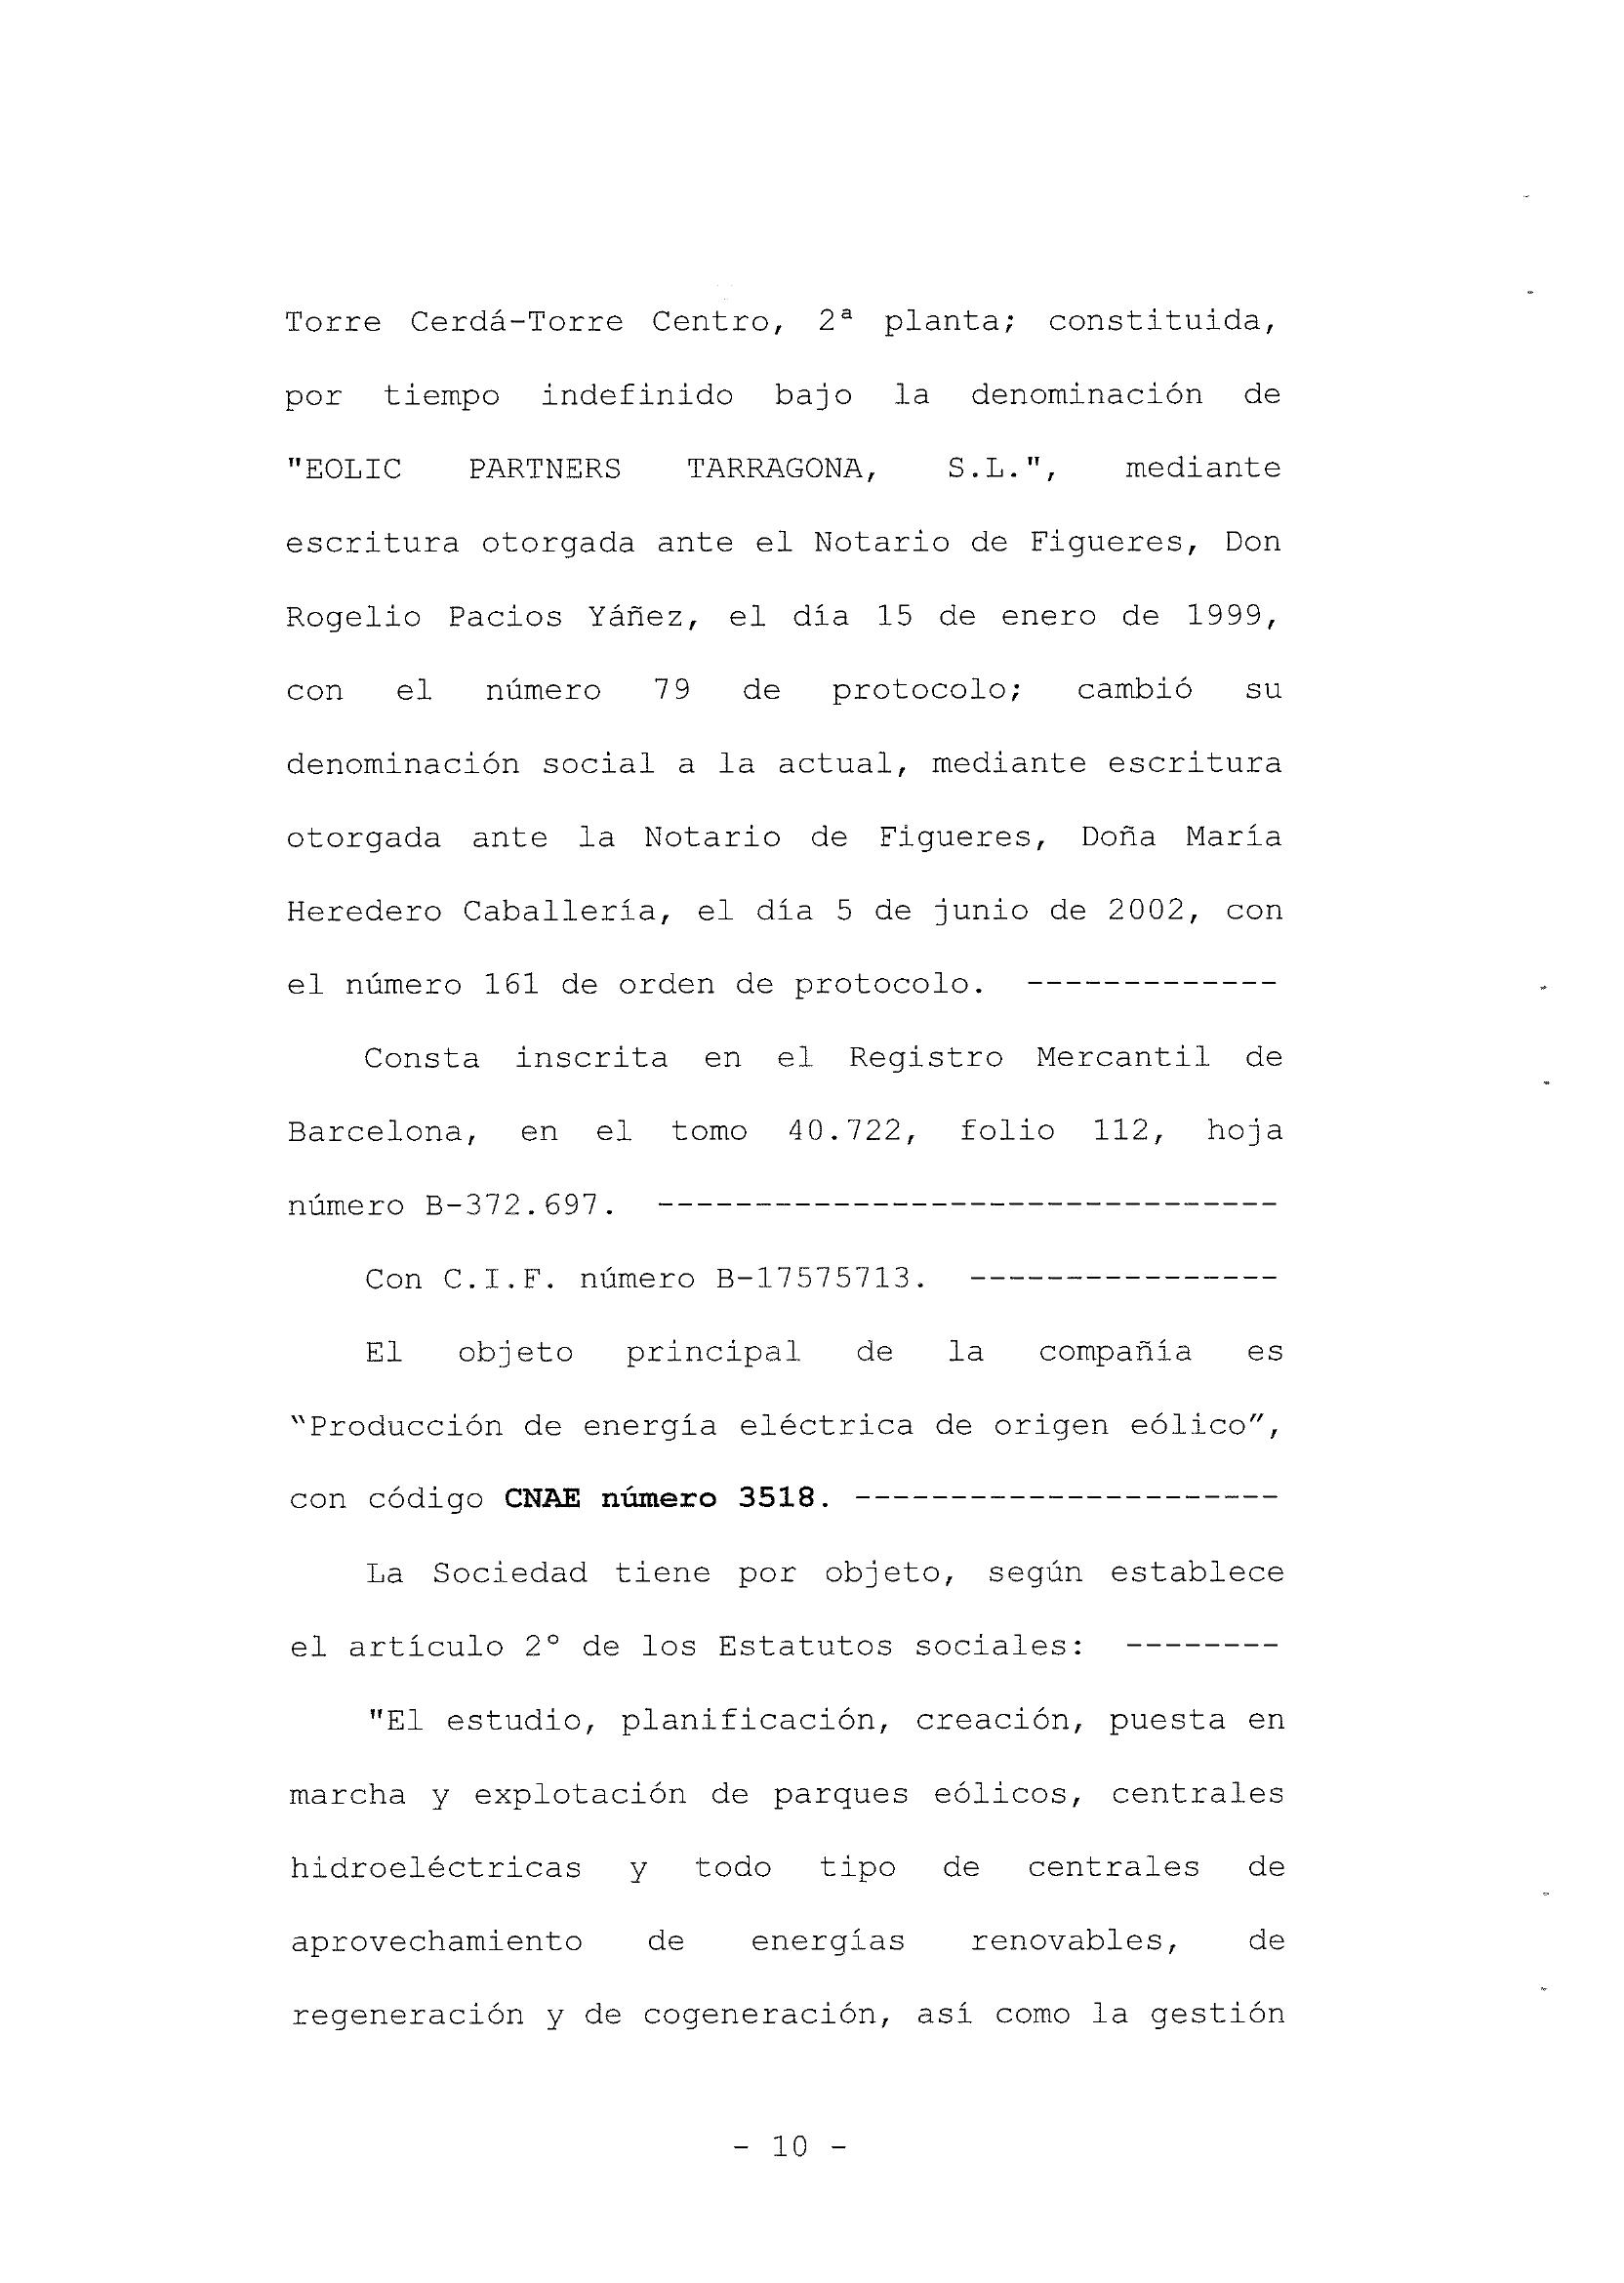 Torre Cerdá-Torre Centro, 2ª planta; constituida,
por tiempo indefinido bajo la denominación de
"EOLIC PARTNERS TARRAGONA, S.L.", mediante
escritura otorgada ante el Notario de Figueres, Don
Rogelio Pacios Yáñez, el día 15 de enero de 1999,
con el número 79 de protocolo; cambió su
denominación social a la actual, mediante escritura
otorgada ante la Notario de Figueres, Doña María
Heredero Caballería, el día 5 de junio de 2002, con
el número 161 de orden de protocolo. -------------
Consta inscrita en el Registro Mercantil de
Barcelona, en el tomo 40.722, folio 112, hoja
número B-372.697. --------------------------------
Con C.I.F. número B-17575713. ----------------
El objeto principal de la compañía es
"Producción de energía eléctrica de origen eólico",
con código CNAE número 3518. ----------------------
La Sociedad tiene por objeto, según establece
el artículo 2º de los Estatutos sociales: --------
"El estudio, planificación, creación, puesta en
marcha y explotación de parques eólicos, centrales
hidroeléctricas y todo tipo de centrales de
aprovechamiento de energías renovables, de
regeneración y de cogeneración, así como la gestión
- 10 -